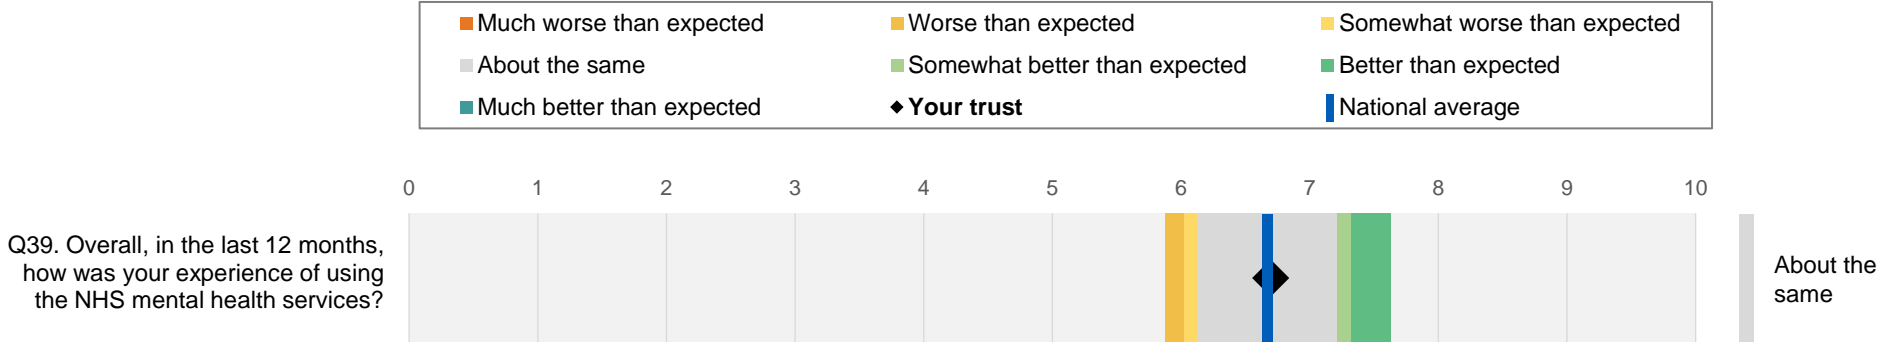 Much worse than expected
Worse than expected
Somewhat worse than expected
About the same
Somewhat better than expected
Better than expected
Much better than expected
Your trust
National average
0 1 2 3 4 5 6 7 8 9 10
Q39. Overall, in the last 12 months,
how was your experience of using
the NHS mental health services?
About the
same